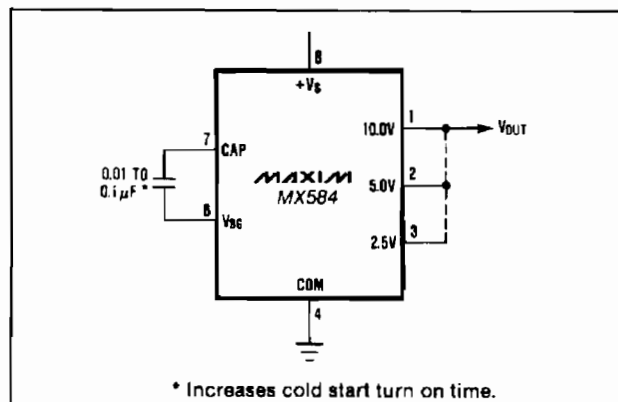 8
+Vs
1
10.0V
VOUT
7
CAP
0.01 TO
0.1µF *
MAXIM
MX584
2
5.0V
6
VBG
3
2.5V
COM
4
* Increases cold start turn on time.